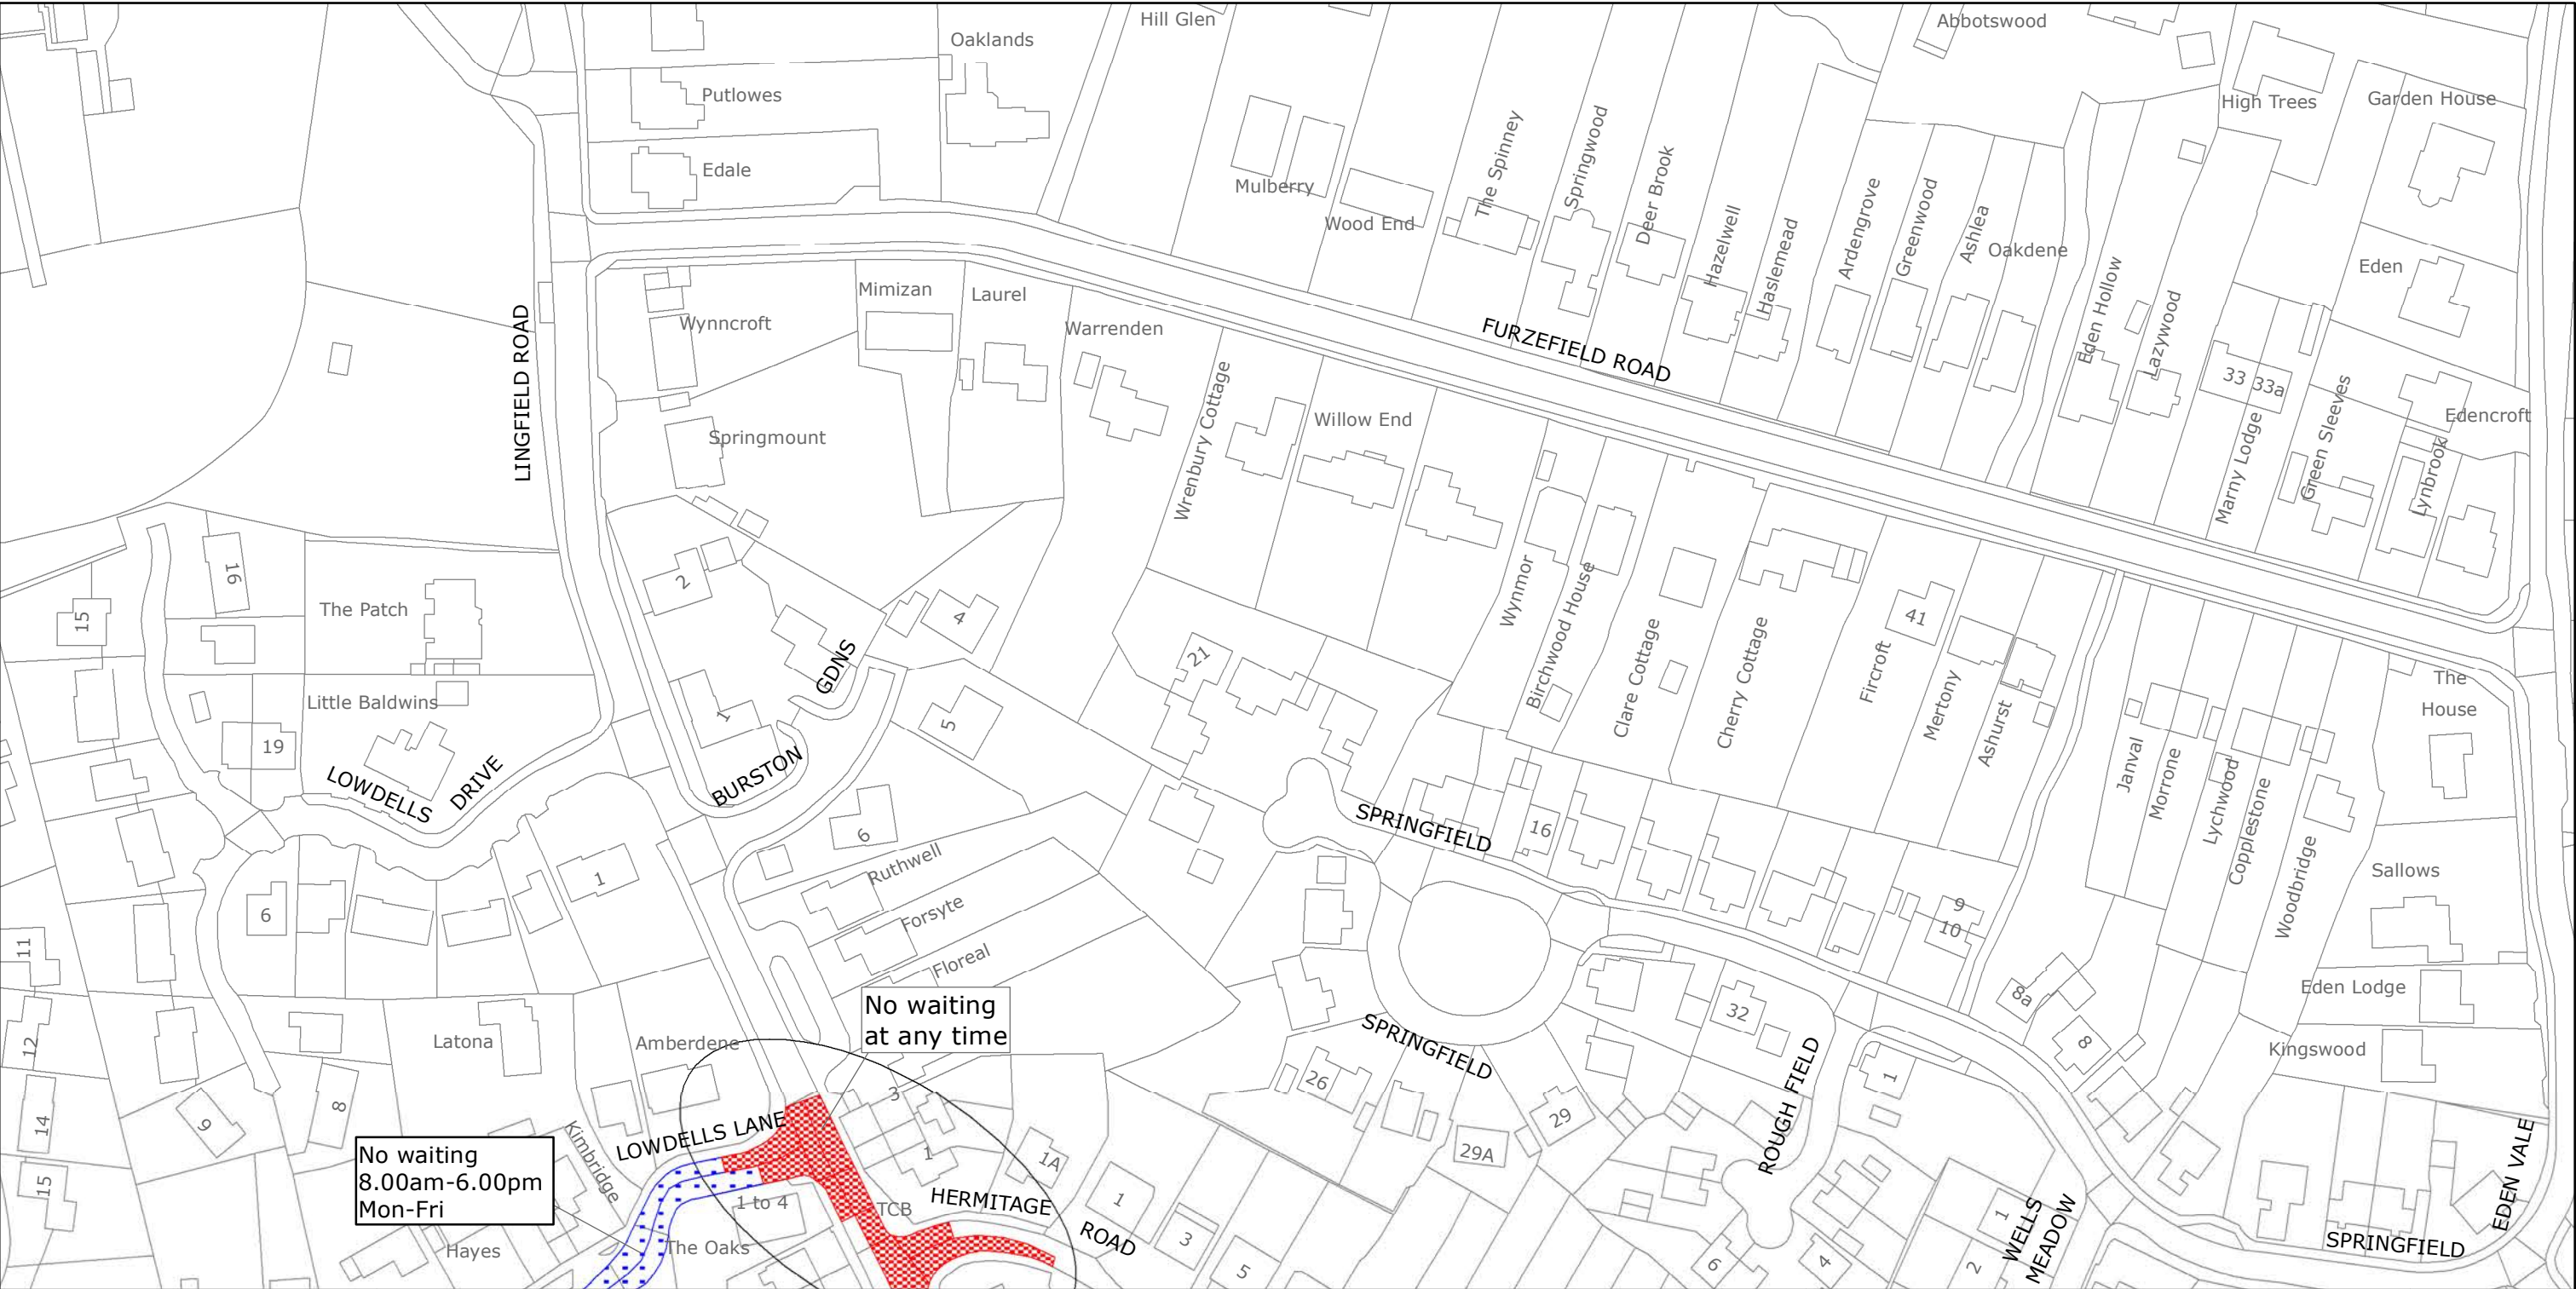 Hill Glen
Abbotswood
Oaklands
Putlowes
Edale
Mulberry
Wood End
The Spinney
Springwood
Deer Brook
Hazelwell
Haslemead
Ardengrove
Greenwood
Ashlea
Oakdene
High Trees
Garden House
Eden
Eden Hollow
Lazywood
33
33a
Marny Lodge
Green Sleeves
Edencroft
Lynbrook
LINGFIELD ROAD
Wynncroft
Mimizan
Laurel
Warrenden
FURZEFIELD ROAD
Springmount
Wrenbury Cottage
Willow End
Wynmor
Birchwood House
Clare Cottage
Cherry Cottage
41
Fircroft
Mertony
Ashurst
Janval
Morrone
Lychwood
Copplestone
Woodbridge
The
House
Sallows
Eden Lodge
Kingswood
16
15
The Patch
Little Baldwins
19
LOWDELLS
DRIVE
2
4
GDNS
1
5
BURSTON
6
21
SPRINGFIELD
16
9
10
8a
8
Ruthwell
Forsyte
Floreal
1
6
11
12
14
15
9
8
Latona
Amberdene
Kimbridge
LOWDELLS LANE
No waiting
at any time
3
1
1A
No waiting
8.00am-6.00pm
Mon-Fri
Hayes
1 to 4
The Oaks
TCB
HERMITAGE
ROAD
1
3
5
SPRINGFIELD
26
29
29A
32
ROUGH FIELD
1
6
4
1
2
WELLS
MEADOW
SPRINGFIELD
EDEN VALE